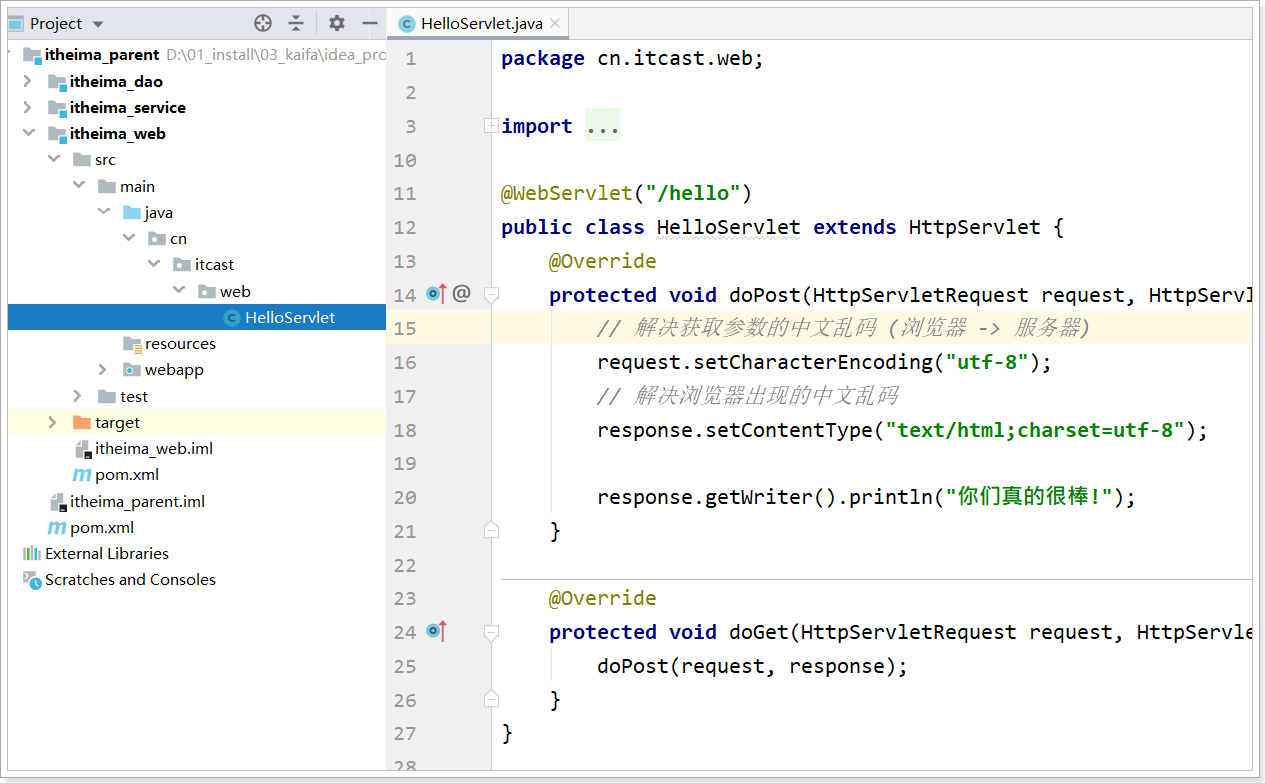 Project
itheima_parent D:\01_install\03_kaifa\idea_pro
itheima_dao
itheima_service
itheima_web
src
main
java
cn
itcast
web
HelloServlet
resources
webapp
test
target
itheima_web.iml
pom.xml
itheima_parent.iml
pom.xml
External Libraries
Scratches and Consoles
HelloServlet.java
1 package cn.itcast.web;
2
3 import ...
10
11 @WebServlet("/hello")
12 public class HelloServlet extends HttpServlet {
13 @Override
14 protected void doPost(HttpServletRequest request, HttpServl
15 // 解决获取参数的中文乱码 (浏览器 -> 服务器)
16 request.setCharacterEncoding("utf-8");
17 // 解决浏览器出现的中文乱码
18 response.setContentType("text/html;charset=utf-8");
19
20 response.getWriter().println("你们真的很棒!");
21 }
22
23 @Override
24 protected void doGet(HttpServletRequest request, HttpServle
25 doPost(request, response);
26 }
27 }
28